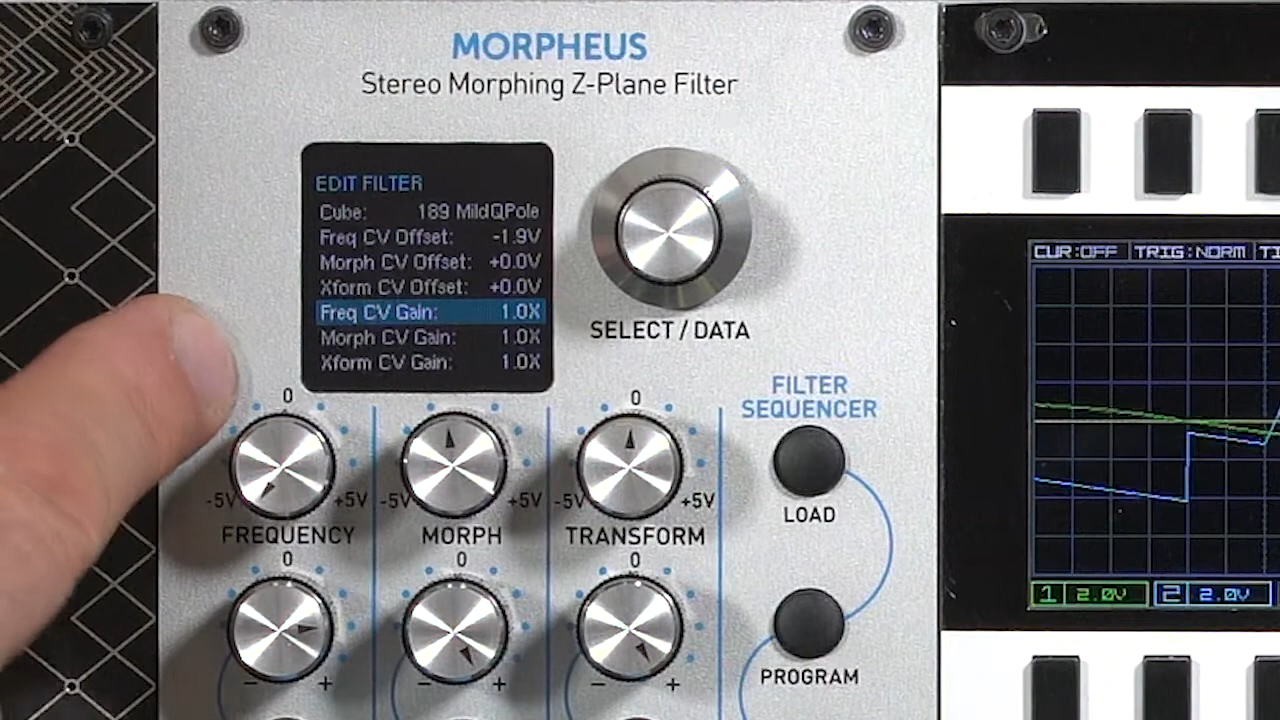 MORPHEUS
Stereo Morphing Z-Plane Filter
EDIT FILTER
Cube: 189 MildQPole
Freq CV Offset: -1.9V
Morph CV Offset: +0.0V
Xform CV Offset: +0.0V
Freq CV Gain: 1.0X
Morph CV Gain: 1.0X
Xform CV Gain: 1.0X
SELECT / DATA
FILTER
SEQUENCER
0 0
-5V +5V -5V +5V -5V +5V
FREQUENCY MORPH TRANSFORM
LOAD
0 0 0
- + - + - +
PROGRAM
CUR:OFF TRIG:NORM TI
1 2.0V 2 2.0V